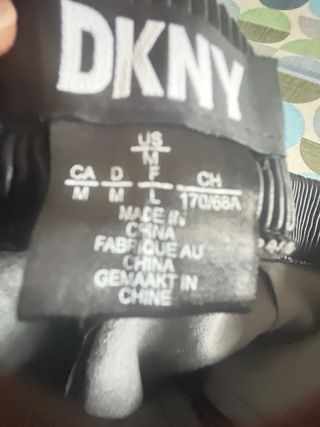 DKNY
US
M
CA D F CH
M M L 170/68A
MADE IN
CHINA
FABRIQUE AU
CHINA
GEMAAKT IN
CHINE